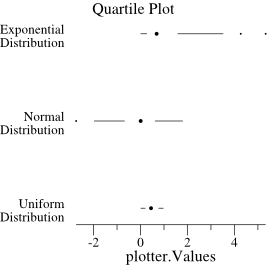 Quartile Plot
Exponential
Distribution
Normal
Distribution
Uniform
Distribution
-2 0 2 4
plotter.Values